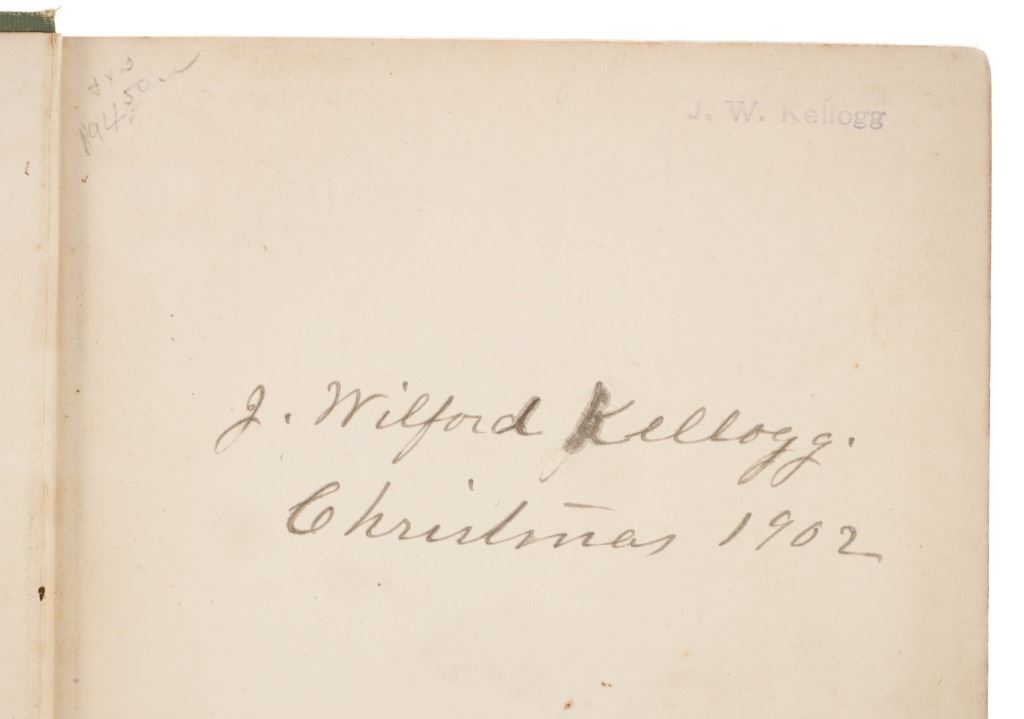 J. W. Kellogg
J. Wilford Kellogg.
Christmas 1902